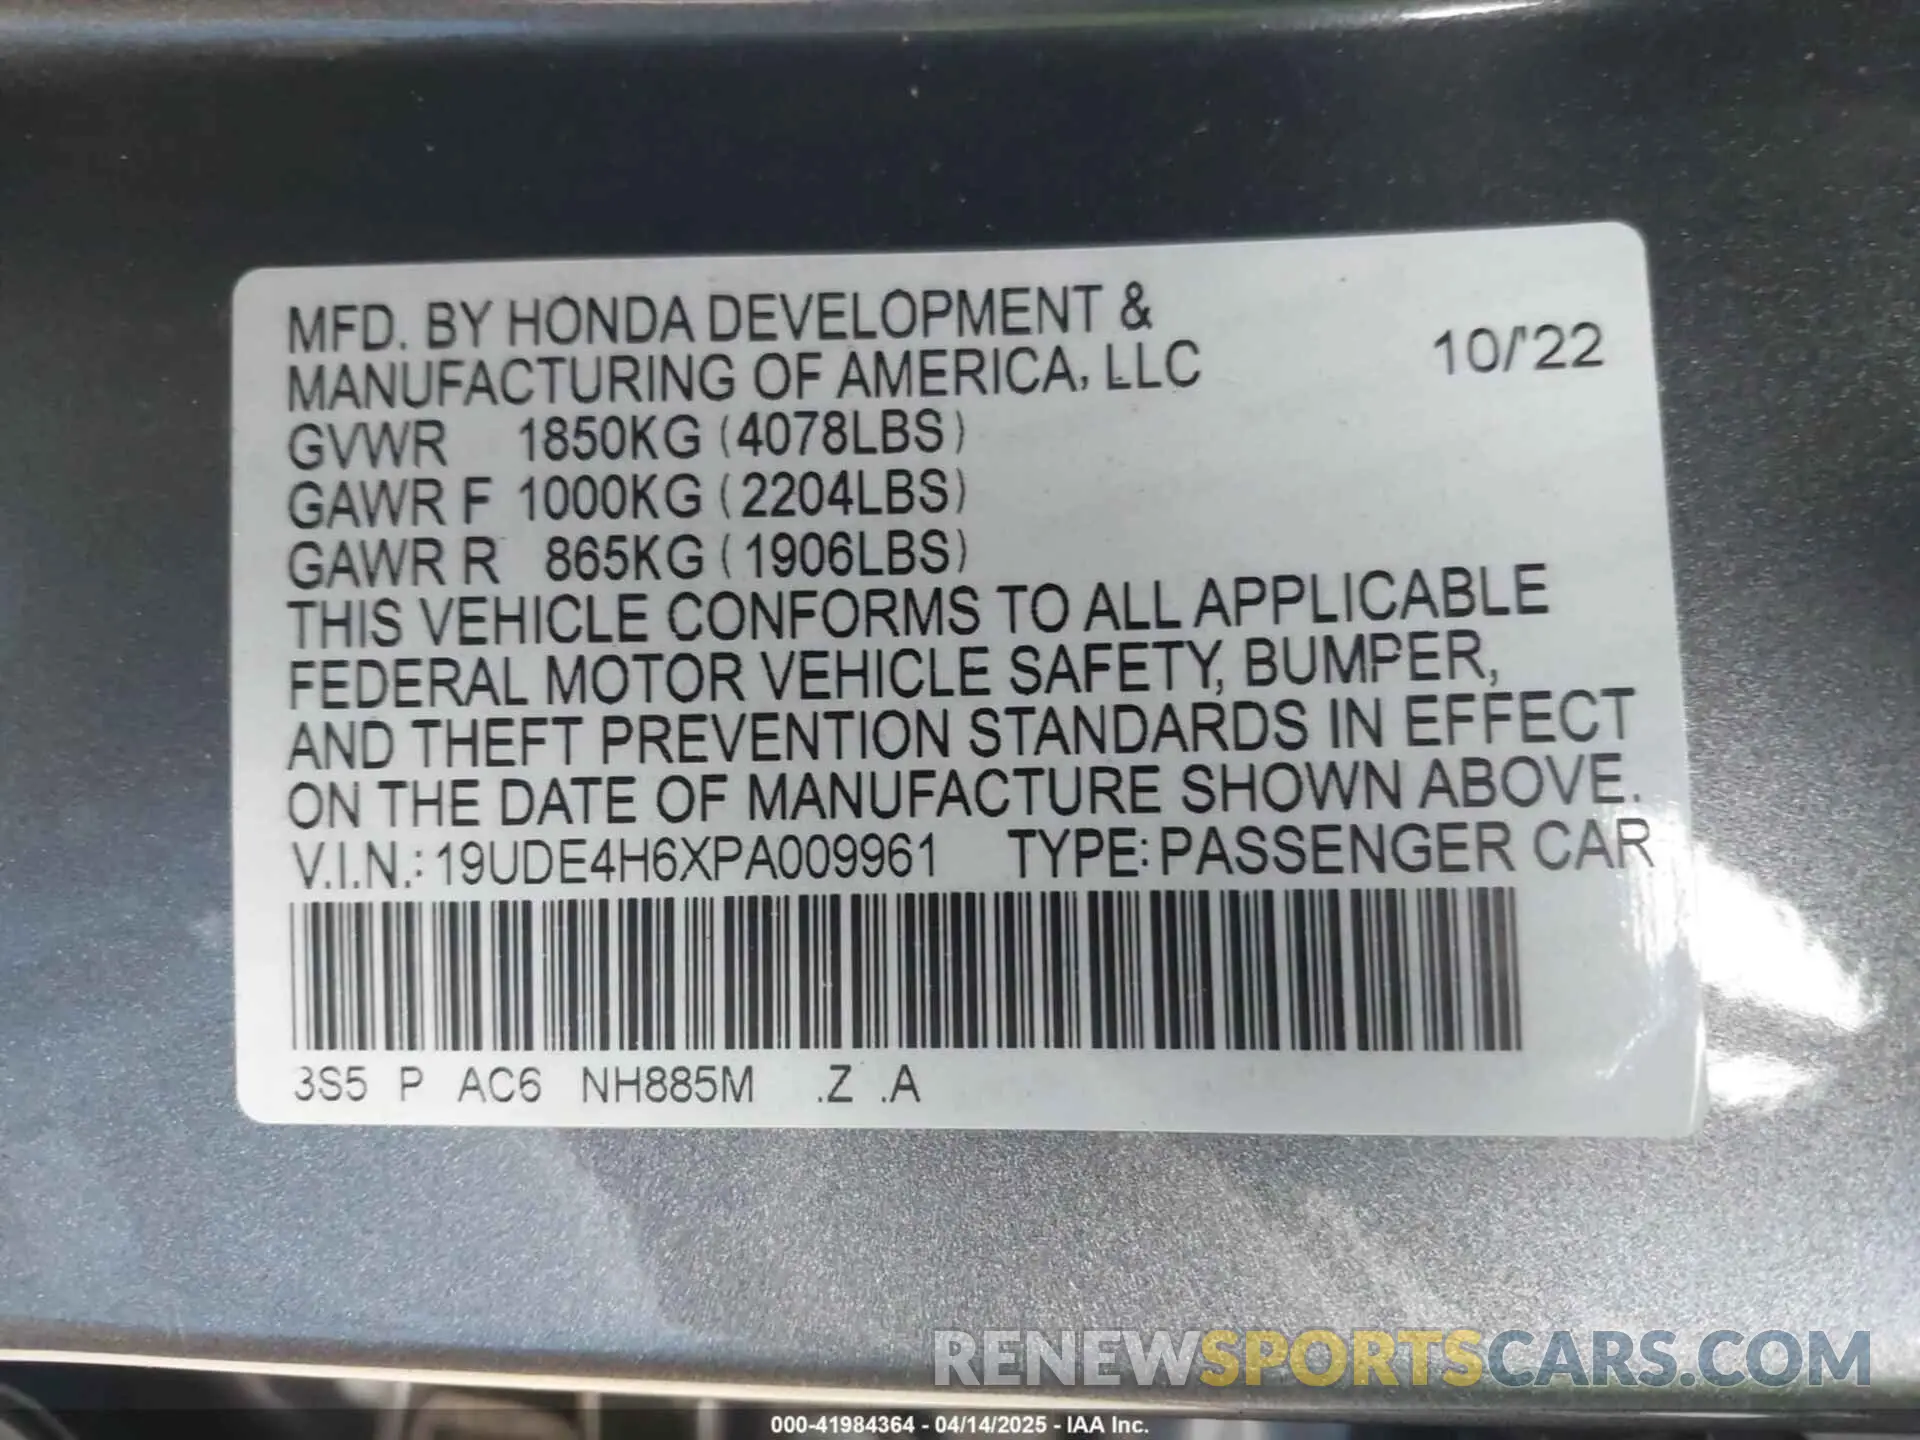 MFD. BY HONDA DEVELOPMENT &
MANUFACTURING OF AMERICA, LLC 10/'22
GVWR 1850KG (4078LBS)
GAWR F 1000KG (2204LBS)
GAWR R 865KG (1906LBS)
THIS VEHICLE CONFORMS TO ALL APPLICABLE
FEDERAL MOTOR VEHICLE SAFETY, BUMPER,
AND THEFT PREVENTION STANDARDS IN EFFECT
ON THE DATE OF MANUFACTURE SHOWN ABOVE.
V.I.N.: 19UDE4H6XPA009961 TYPE: PASSENGER CAR
3S5 P AC6 NH885M .Z .A
RENEWSPORTSCARS.COM
000-41984364 - 04/14/2025 - IAA Inc.